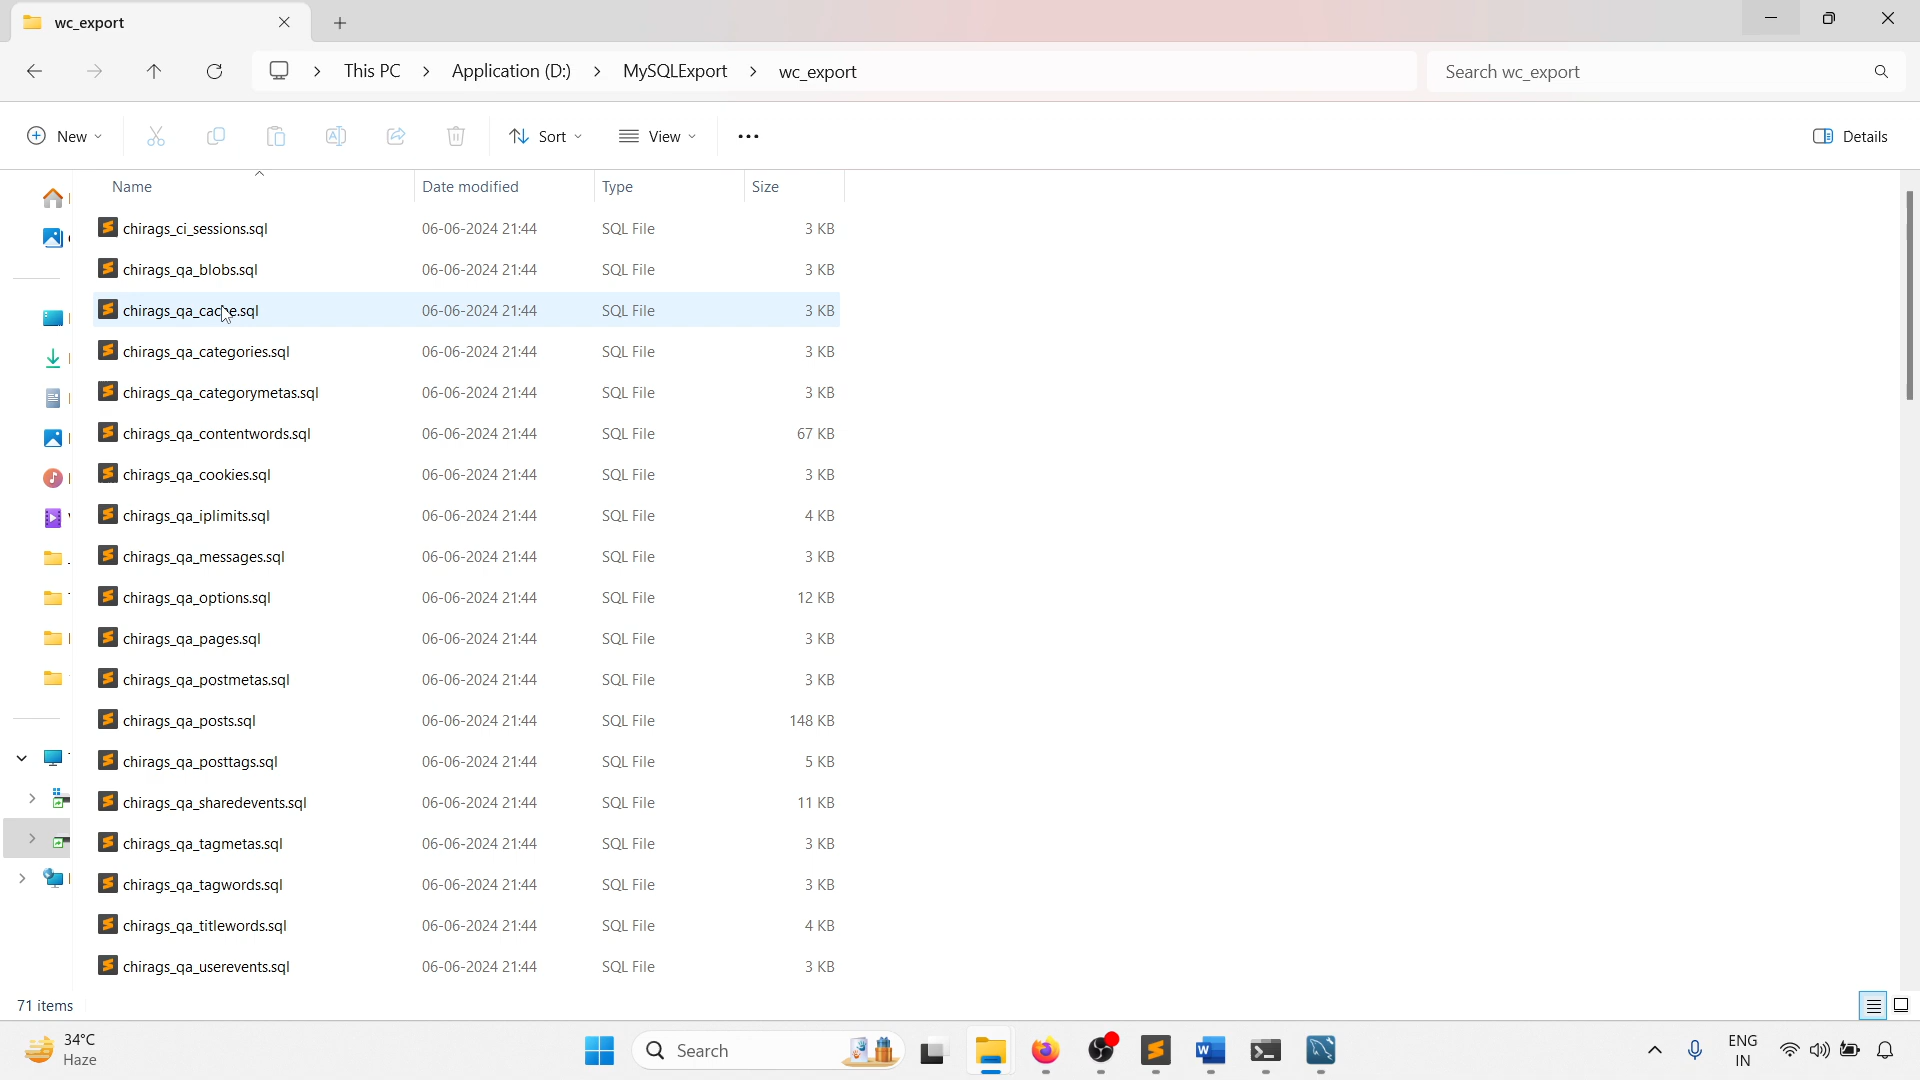 wc_export
This PC > Application (D:) > MySQLExport > wc_export
Search wc_export
New
Sort
View
Details
Name Date modified Type Size
chirags_ci_sessions.sql 06-06-2024 21:44 SQL File 3 KB
chirags_qa_blobs.sql 06-06-2024 21:44 SQL File 3 KB
chirags_qa_cache.sql 06-06-2024 21:44 SQL File 3 KB
chirags_qa_categories.sql 06-06-2024 21:44 SQL File 3 KB
chirags_qa_categorymetas.sql 06-06-2024 21:44 SQL File 3 KB
chirags_qa_contentwords.sql 06-06-2024 21:44 SQL File 67 KB
chirags_qa_cookies.sql 06-06-2024 21:44 SQL File 3 KB
chirags_qa_iplimits.sql 06-06-2024 21:44 SQL File 4 KB
chirags_qa_messages.sql 06-06-2024 21:44 SQL File 3 KB
chirags_qa_options.sql 06-06-2024 21:44 SQL File 12 KB
chirags_qa_pages.sql 06-06-2024 21:44 SQL File 3 KB
chirags_qa_postmetas.sql 06-06-2024 21:44 SQL File 3 KB
chirags_qa_posts.sql 06-06-2024 21:44 SQL File 148 KB
chirags_qa_posttags.sql 06-06-2024 21:44 SQL File 5 KB
chirags_qa_sharedevents.sql 06-06-2024 21:44 SQL File 11 KB
chirags_qa_tagmetas.sql 06-06-2024 21:44 SQL File 3 KB
chirags_qa_tagwords.sql 06-06-2024 21:44 SQL File 3 KB
chirags_qa_titlewords.sql 06-06-2024 21:44 SQL File 4 KB
chirags_qa_userevents.sql 06-06-2024 21:44 SQL File 3 KB
71 items
34°C
Haze
Search
ENG
IN